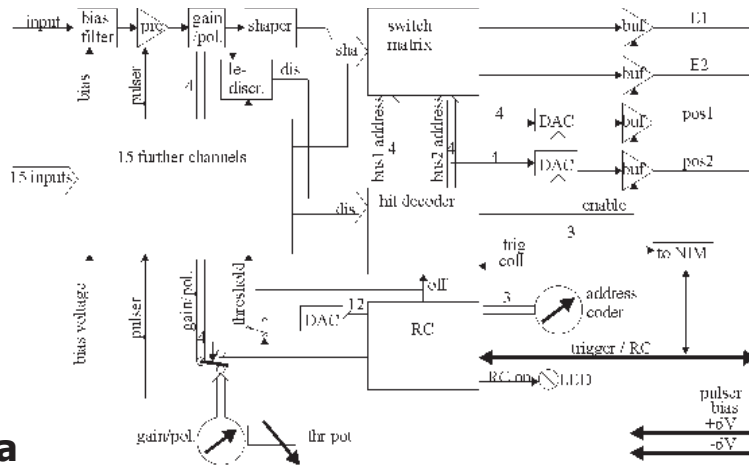 input
bias
filter
pre
gain
/pol.
shaper
sha
switch
matrix
buf
E1
buf
E2
bias
pulser
4
le-
discr.
dis
bus1 address
4
bus2 address
4
4
DAC
buf
pos1
4
DAC
buf
pos2
15 inputs
15 further channels
dis
hit decoder
enable
3
trig
coff
to NIM
bias voltage
pulser
gain/pol.
4
threshold
off
DAC
12
RC
3
address
coder
trigger / RC
RC on
LED
gain/pol.
thr pot
pulser
bias
+6V
-6V
a